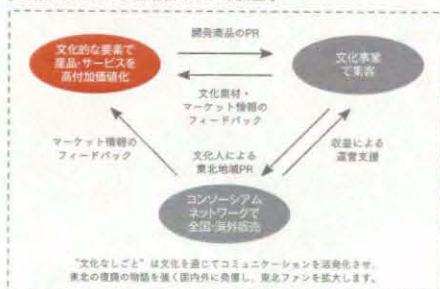 開発商品のPR
文化的な要素で
産品・サービスを
高付加価値化
文化事業
で集客
文化素材・
マーケット情報の
フィードバック
マーケット情報の
フィードバック
文化人による
東北地域PR
収益による
運営支援
コンソーシアム
ネットワークで
全国・海外販売
"文化なしごと"は文化を通じてコミュニケーションを活発化させ、
東北の復興の物語を強く国内外に発信し、東北ファンを拡大します。